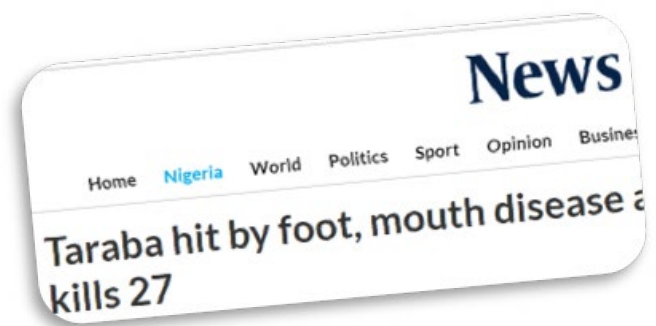 News
Home Nigeria World Politics Sport Opinion
Taraba hit by foot, mouth disease
kills 27